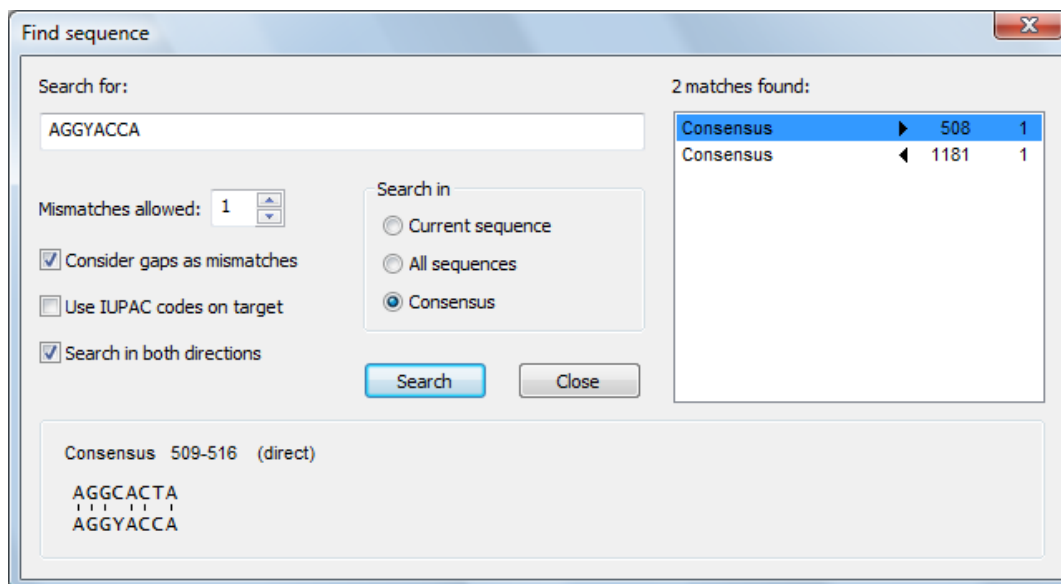 Find sequence
Search for:
AGGYACCA
Mismatches allowed: 1
Consider gaps as mismatches
Use IUPAC codes on target
Search in both directions
Search in
Current sequence
All sequences
Consensus
Search Close
2 matches found:
Consensus 508 1
Consensus 1181 1
Consensus 509-516 (direct)
AGGCACTA
AGGYACCA